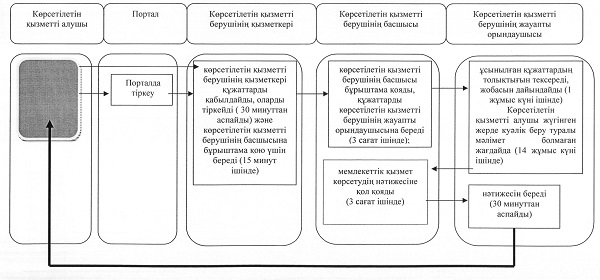 Көрсетілетін
қызметті алушы
Портал
Көрсетілетін қызметті
берушінің қызметкері
Көрсетілетін қызметті
берушінің басшысы
Көрсетілетін қызметті
берушінің жауапты
орындаушысы
Порталда
тіркеу
көрсетілетін қызметті
берушінің қызметкері
құжаттарды
қабылдайды, оларды
тіркейді ( 30 минуттан
аспайды) және
көрсетілетін қызметті
берушінің басшысына
бұрыштама қою үшін
береді (15 минут
ішінде)
көрсетілетін қызметті
берушінің басшысы
бұрыштама қояды,
құжаттарды
көрсетілетін қызметті
берушінің жауапты
орындаушысына береді
(3 сағат ішінде);
мемлекеттік қызмет
көрсетудің нәтижесіне
қол қояды
(3 сағат ішінде)
ұсынылған құжаттардың
толықтығын тексереді,
жобасын дайындайды (1
жұмыс күні ішінде)
Көрсетілетін
қызметті алушы жүгінген
жерде куәлік беру туралы
мәлімет болмаған
жағдайда (14 жұмыс күні
ішінде)
нәтижесін береді
(30 минуттан
аспайды)